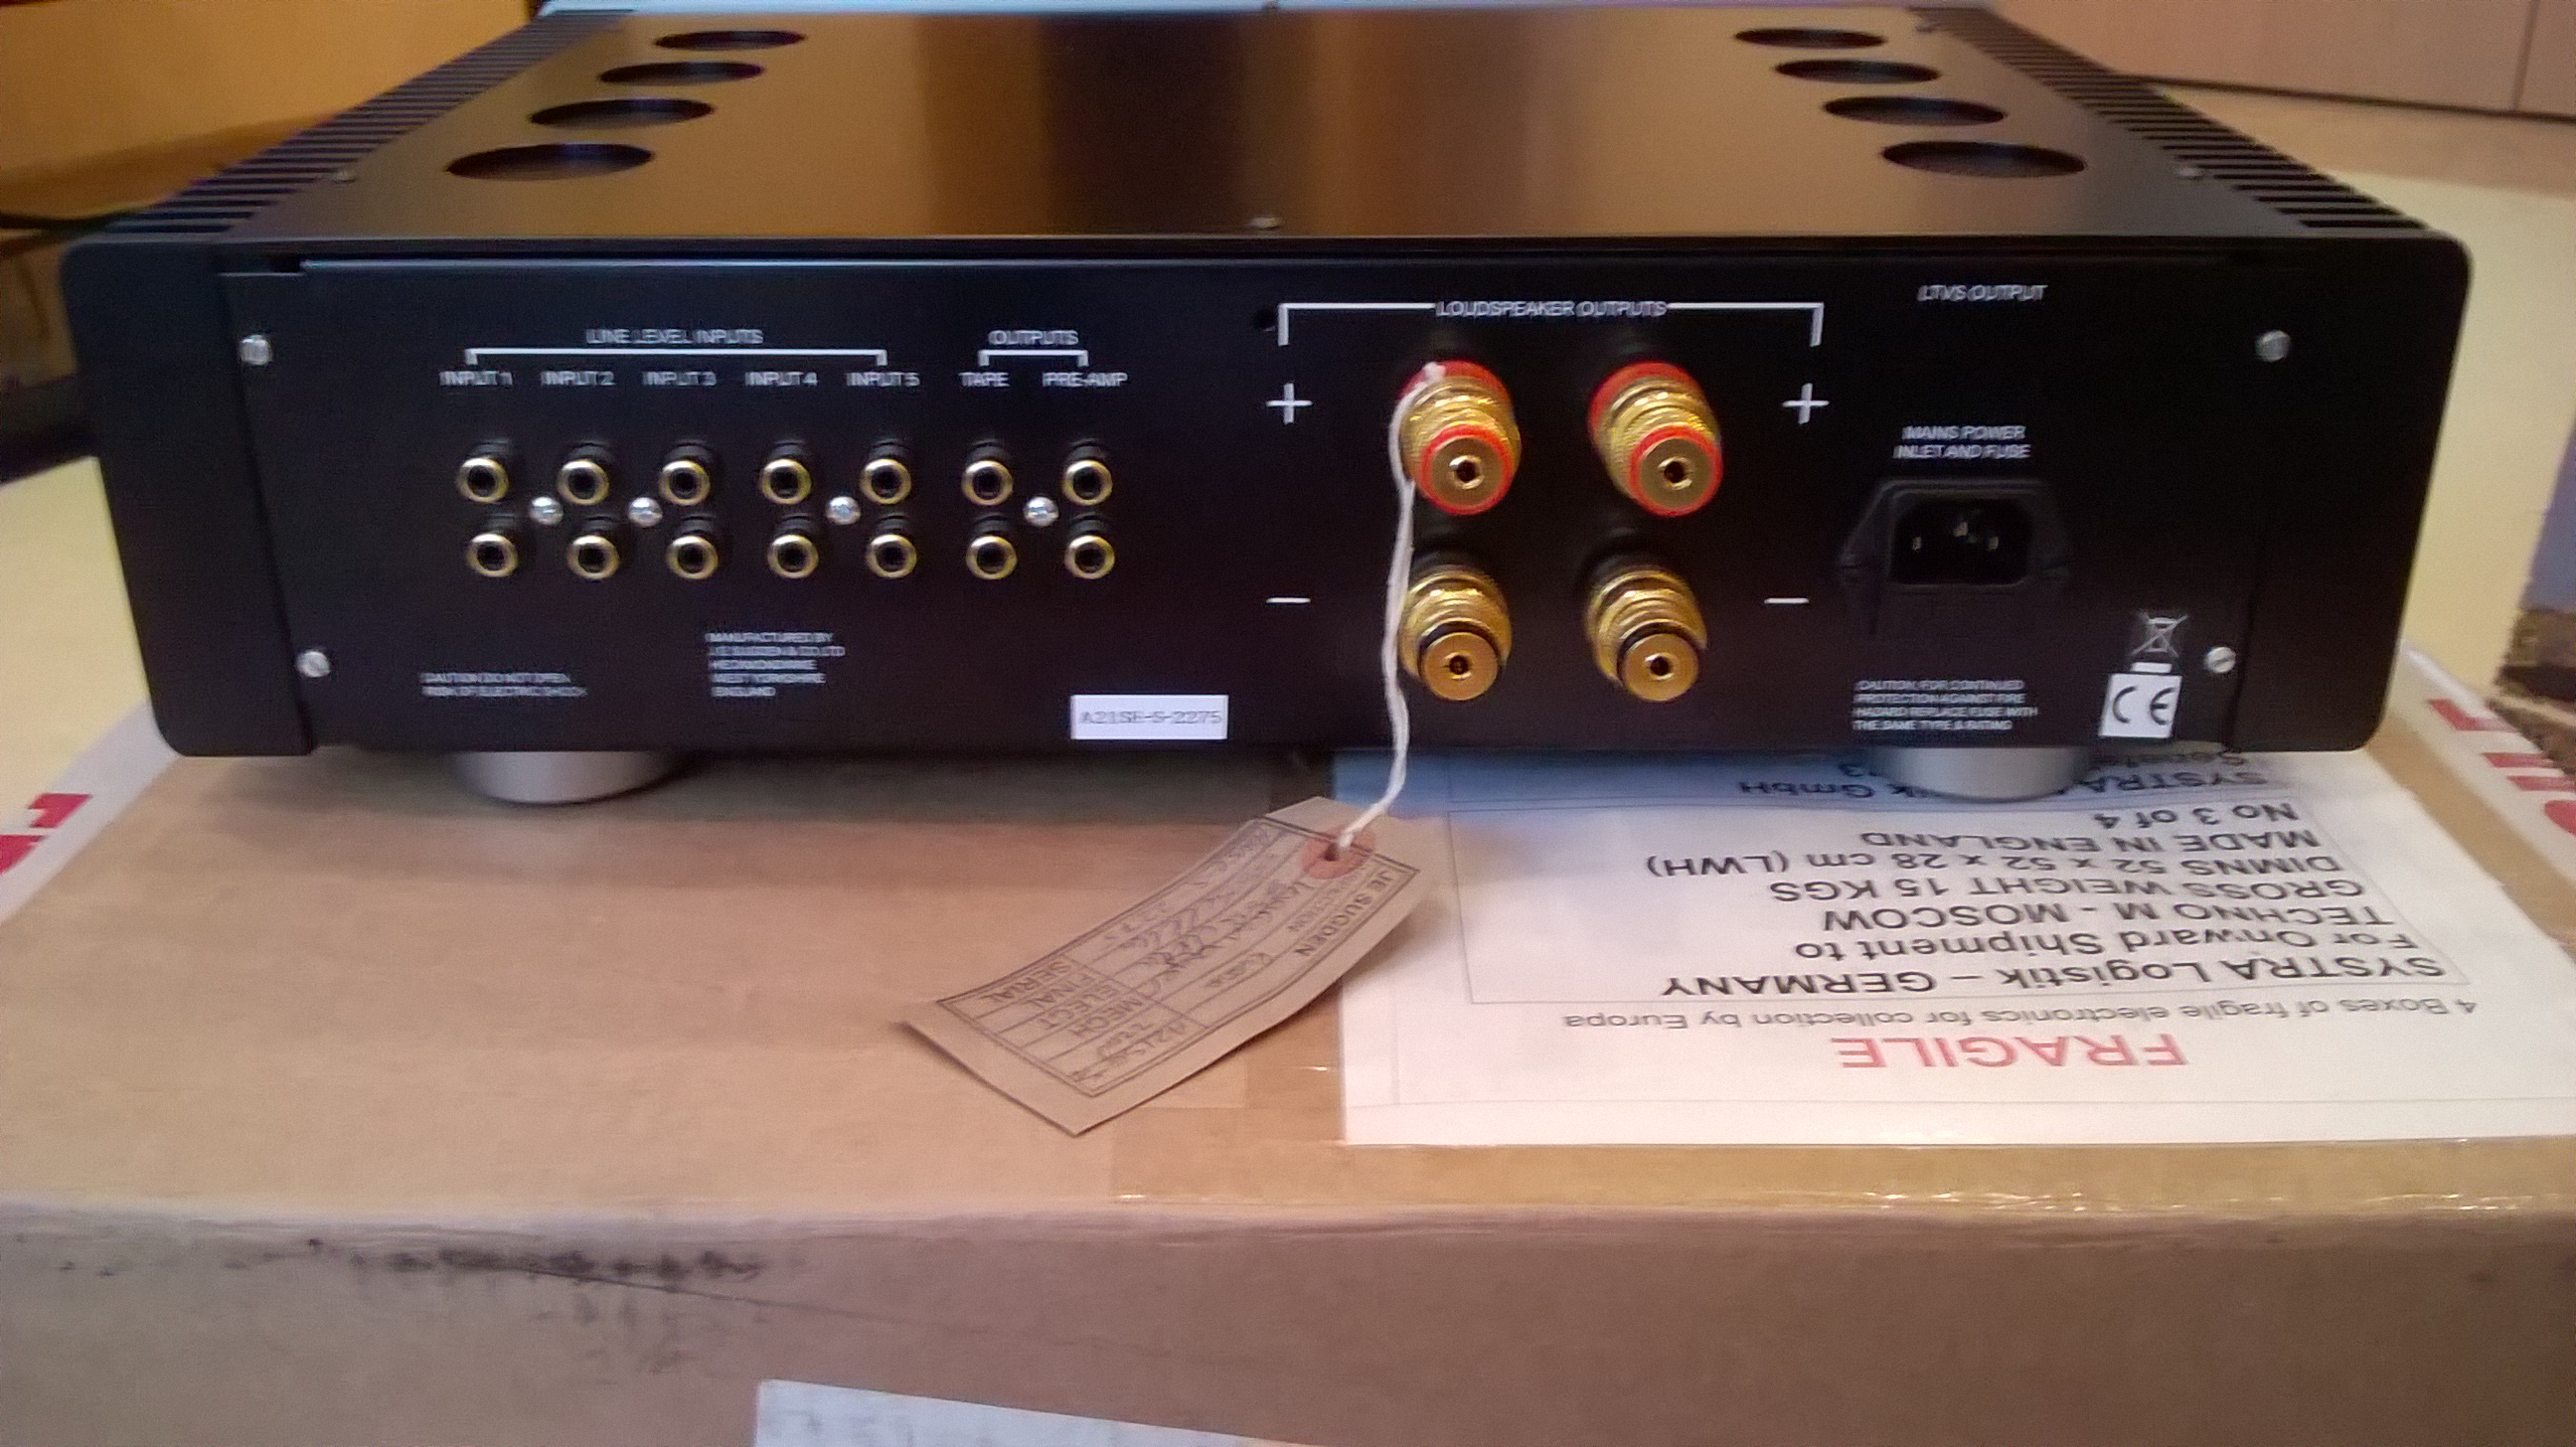 LINE LEVEL INPUTS
INPUT 1 INPUT 2 INPUT 3 INPUT 4 INPUT 5
OUTPUTS
TAPE PRE-AMP
LOUDSPEAKER OUTPUTS
+ +
- -
LTVS OUTPUT
MAINS POWER
INLET AND FUSE
CAUTION DO NOT OPEN
RISK OF ELECTRIC SHOCK
MANUFACTURED BY
J.E. SUGDEN & CO LTD
HECKMONDWIKE
WEST YORKSHIRE
ENGLAND
A21SE-S-2275
CAUTION: FOR CONTINUED
PROTECTION AGAINST FIRE
HAZARD REPLACE FUSE WITH
THE SAME TYPE & RATING
CE
JE SUGDEN
MECH
ELECT
FINAL
SERIAL 2275
FRAGILE
4 Boxes of fragile electronics for collection by Europa
SYSTRA Logistik – GERMANY
For Onward Shipment to
TECHNO M - MOSCOW
GROSS WEIGHT 15 KGS
DIMNS 52 x 52 x 28 cm (LWH)
MADE IN ENGLAND
No 3 of 4
GmbH